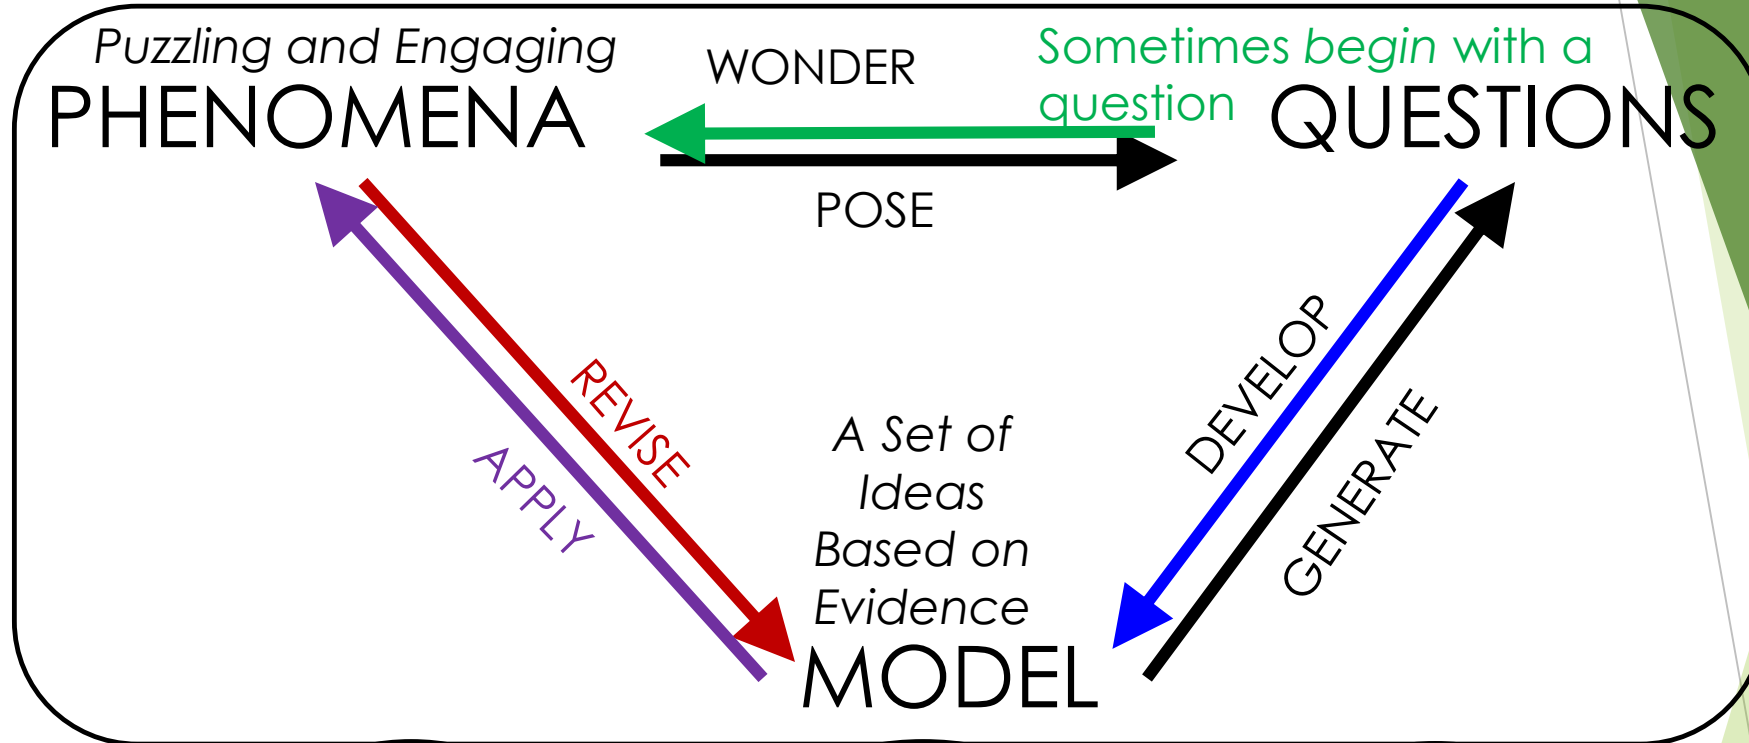 Puzzling and Engaging
PHENOMENA
WONDER
Sometimes begin with a
question
QUESTIONS
POSE
REVISE
APPLY
A Set of
Ideas
Based on
Evidence
MODEL
DEVELOP
GENERATE